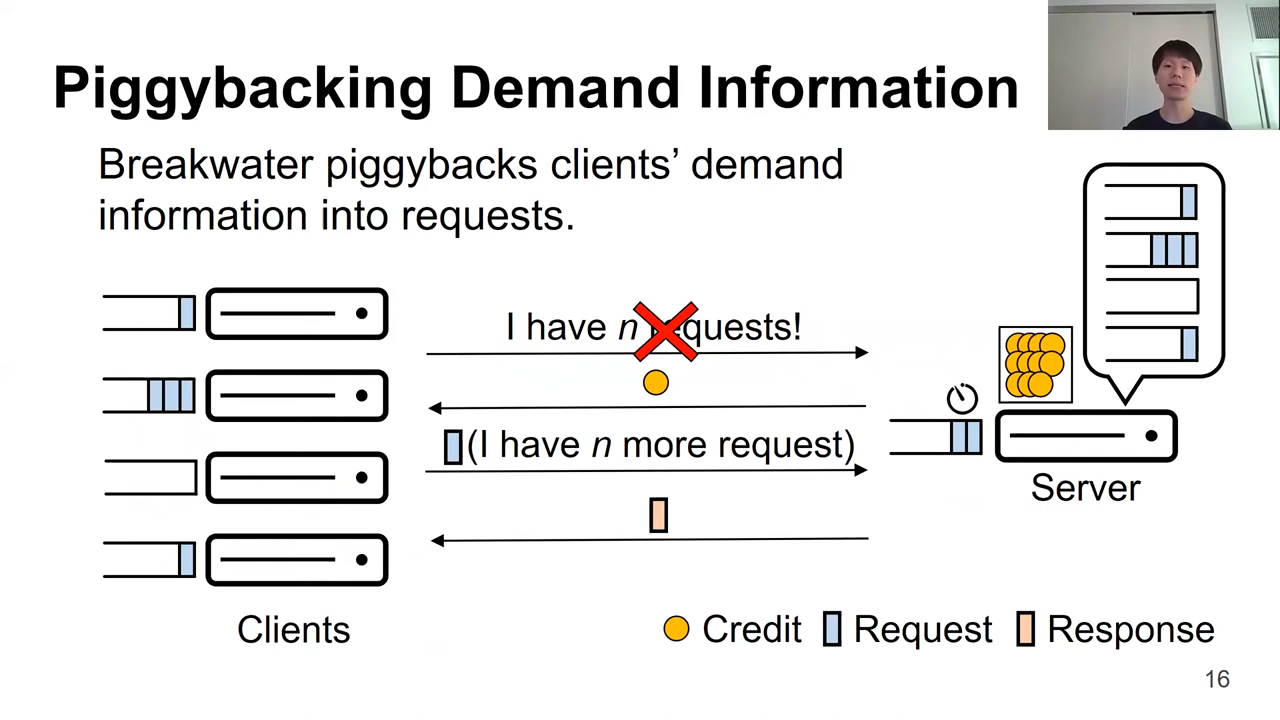 Piggybacking Demand Information
Breakwater piggybacks clients' demand
information into requests.
I have n requests!
(I have n more request)
Server
Clients
Credit
Request
Response
16